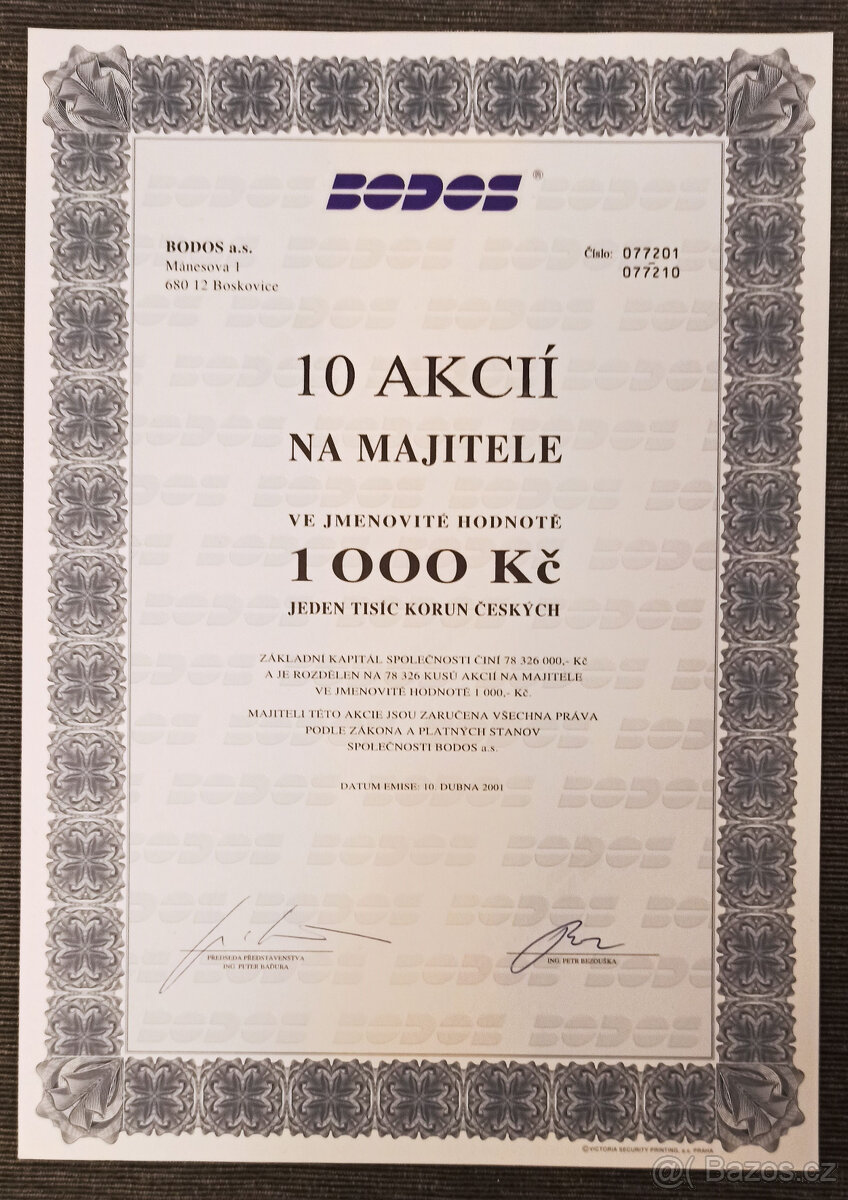 BODOS ®
BODOS a.s.
Mánesova 1
680 12 Boskovice
Číslo: 077201
077210
10 AKCIÍ
NA MAJITELE
VE JMENOVITÉ HODNOTĚ
1 000 Kč
JEDEN TISÍC KORUN ČESKÝCH
ZÁKLADNÍ KAPITÁL SPOLEČNOSTI ČINÍ 78 326 000,- Kč
A JE ROZDĚLEN NA 78 326 KUSŮ AKCIÍ NA MAJITELE
VE JMENOVITÉ HODNOTĚ 1 000,- Kč.
MAJITELI TÉTO AKCIE JSOU ZARUČENA VŠECHNA PRÁVA
PODLE ZÁKONA A PLATNÝCH STANOV
SPOLEČNOSTI BODOS a.s.
DATUM EMISE: 10. DUBNA 2001
PŘEDSEDA PŘEDSTAVENSTVA
ING. PETER BAĎURA
ING. PETR BEZOUŠKA
©VICTORIA SECURITY PRINTING, a.s. PRAHA
@( Bazos.cz